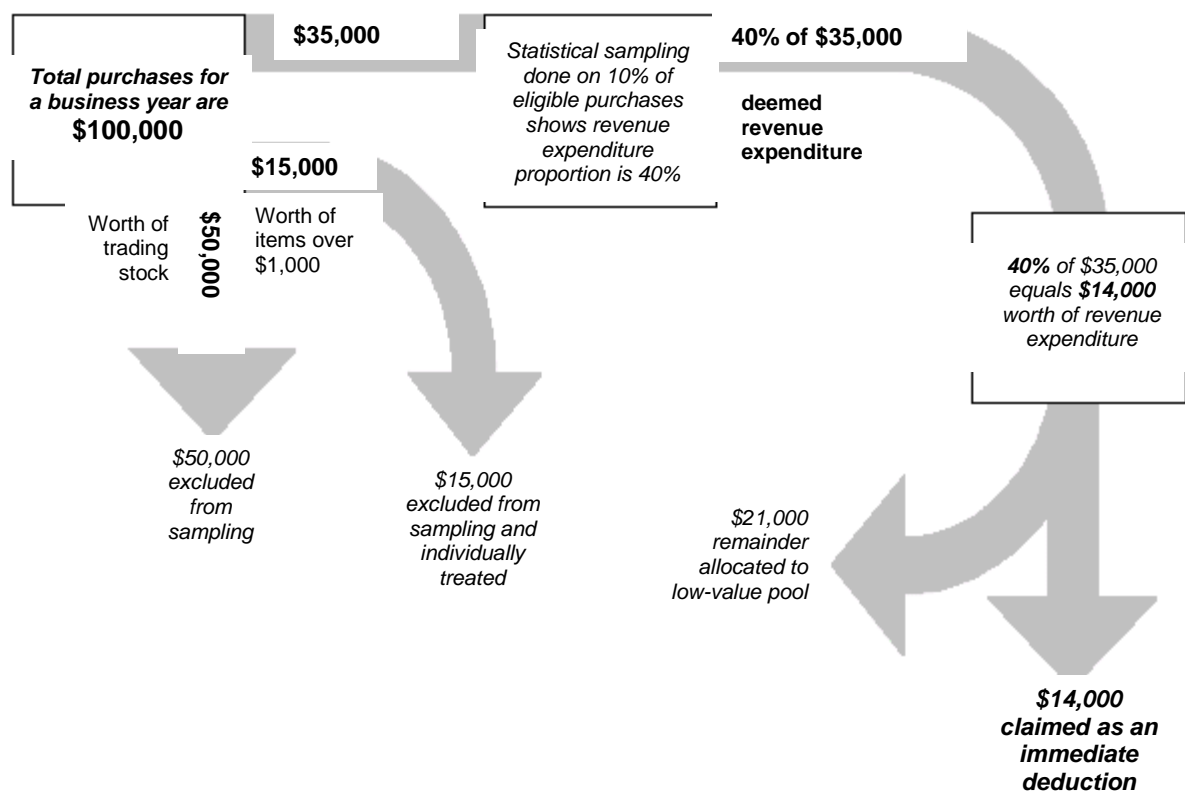 Total purchases for
a business year are
$100,000
$35,000
Statistical sampling
done on 10% of
eligible purchases
shows revenue
expenditure
proportion is 40%
40% of $35,000
deemed
revenue
expenditure
$15,000
Worth of
items over
$1,000
Worth of
trading
stock
$50,000
40% of $35,000
equals $14,000
worth of revenue
expenditure
$50,000
excluded
from
sampling
$15,000
excluded from
sampling and
individually
treated
$21,000
remainder
allocated to
low-value pool
$14,000
claimed as an
immediate
deduction